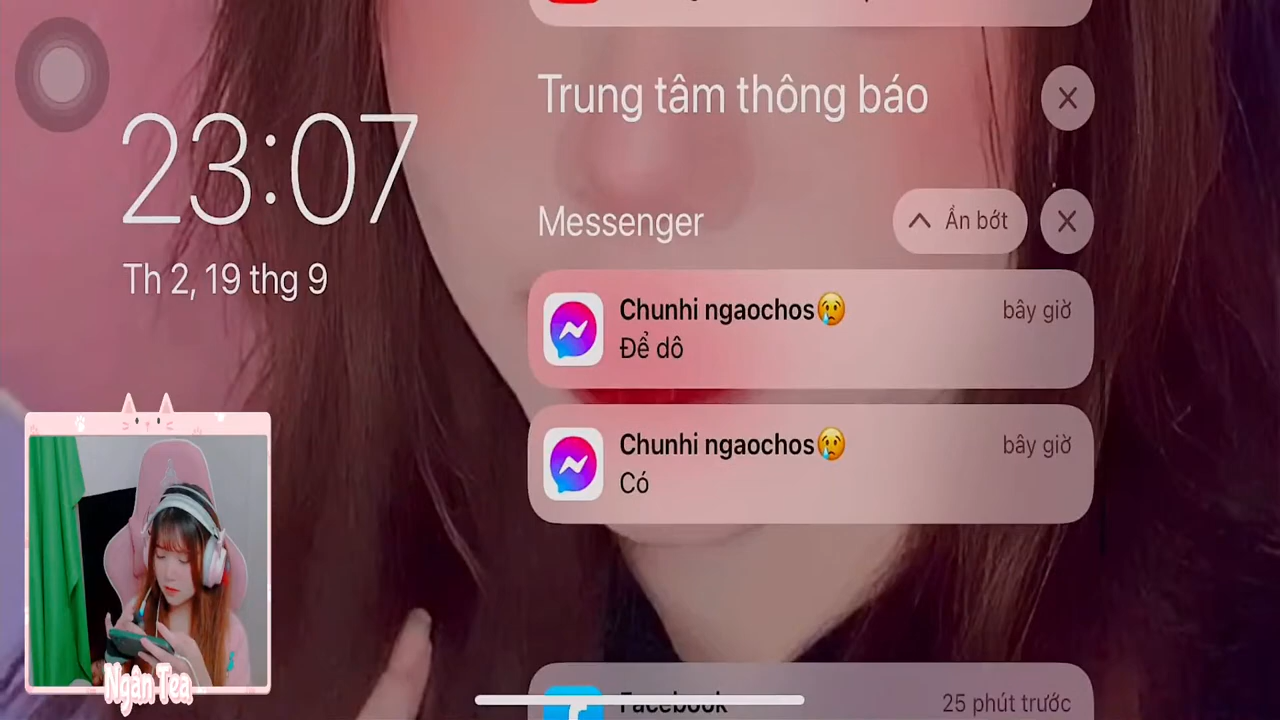 Trung tâm thông báo
23:07
Th 2, 19 thg 9
Messenger
Ẩn bớt
Chunhi ngaochos😢
bây giờ
Để dô
Chunhi ngaochos😢
bây giờ
Có
Facebook
25 phút trước
Ngân Tea